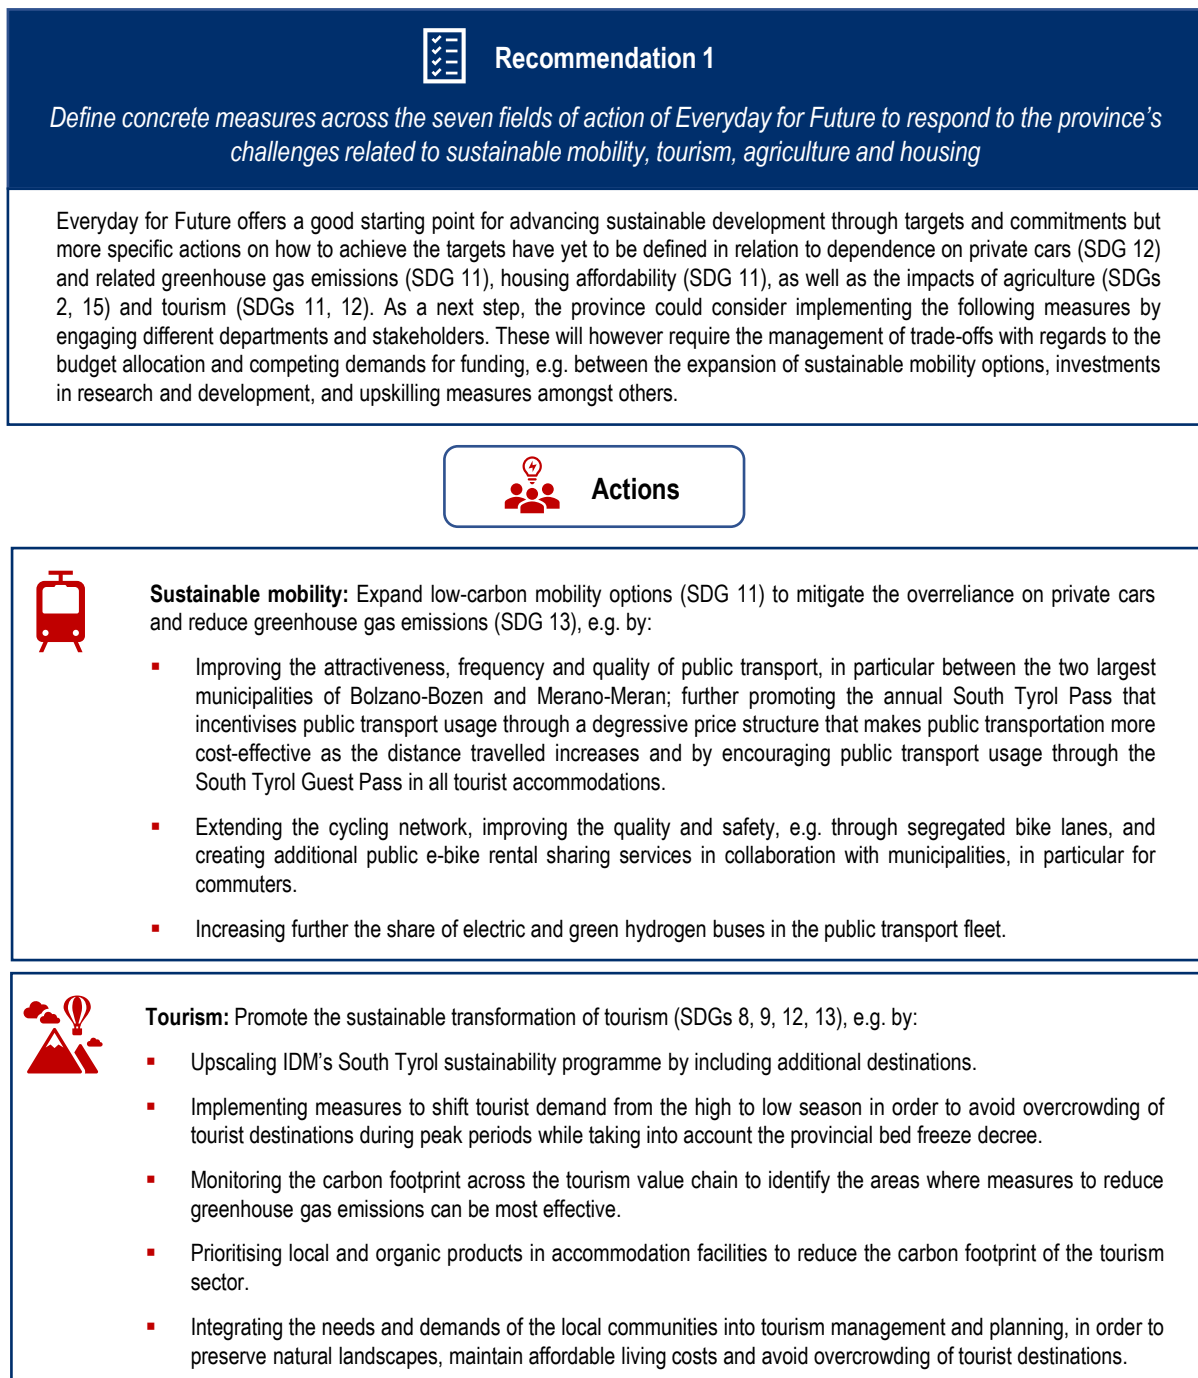 Recommendation 1
Define concrete measures across the seven fields of action of Everyday for Future to respond to the province's
challenges related to sustainable mobility, tourism, agriculture and housing
Everyday for Future offers a good starting point for advancing sustainable development through targets and commitments but
more specific actions on how to achieve the targets have yet to be defined in relation to dependence on private cars (SDG 12)
and related greenhouse gas emissions (SDG 11), housing affordability (SDG 11), as well as the impacts of agriculture (SDGs
2, 15) and tourism (SDGs 11, 12). As a next step, the province could consider implementing the following measures by
engaging different departments and stakeholders. These will however require the management of trade-offs with regards to the
budget allocation and competing demands for funding, e.g. between the expansion of sustainable mobility options, investments
in research and development, and upskilling measures amongst others.
Actions
Sustainable mobility: Expand low-carbon mobility options (SDG 11) to mitigate the overreliance on private cars
and reduce greenhouse gas emissions (SDG 13), e.g. by:
▪ Improving the attractiveness, frequency and quality of public transport, in particular between the two largest
municipalities of Bolzano-Bozen and Merano-Meran; further promoting the annual South Tyrol Pass that
incentivises public transport usage through a degressive price structure that makes public transportation more
cost-effective as the distance travelled increases and by encouraging public transport usage through the
South Tyrol Guest Pass in all tourist accommodations.
▪ Extending the cycling network, improving the quality and safety, e.g. through segregated bike lanes, and
creating additional public e-bike rental sharing services in collaboration with municipalities, in particular for
commuters.
▪ Increasing further the share of electric and green hydrogen buses in the public transport fleet.
Tourism: Promote the sustainable transformation of tourism (SDGs 8, 9, 12, 13), e.g. by:
▪ Upscaling IDM's South Tyrol sustainability programme by including additional destinations.
▪ Implementing measures to shift tourist demand from the high to low season in order to avoid overcrowding of
tourist destinations during peak periods while taking into account the provincial bed freeze decree.
▪ Monitoring the carbon footprint across the tourism value chain to identify the areas where measures to reduce
greenhouse gas emissions can be most effective.
▪ Prioritising local and organic products in accommodation facilities to reduce the carbon footprint of the tourism
sector.
▪ Integrating the needs and demands of the local communities into tourism management and planning, in order to
preserve natural landscapes, maintain affordable living costs and avoid overcrowding of tourist destinations.